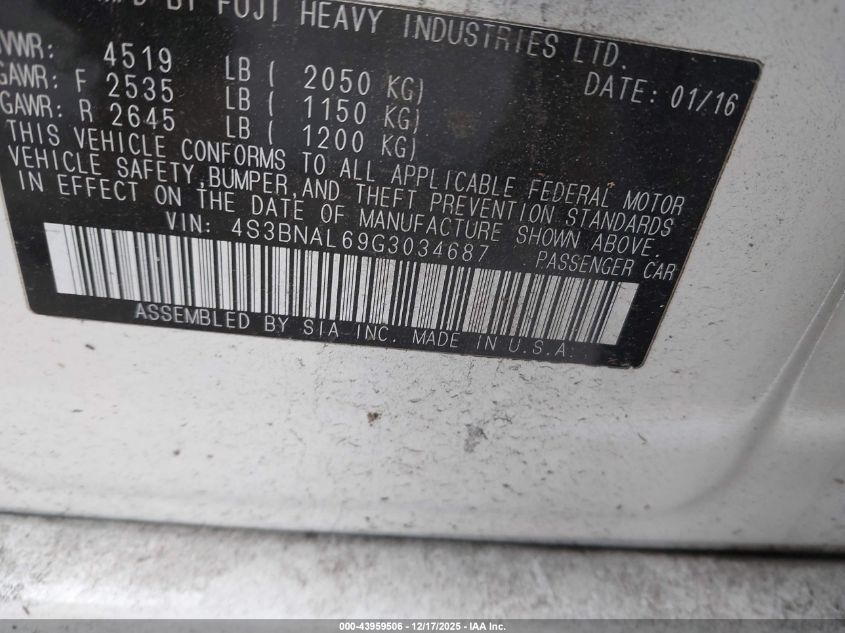 MFD BY FUJI HEAVY INDUSTRIES LTD.
DATE: 01/16
VWR: 4519 LB ( 2050 KG)
GAWR: F 2535 LB ( 1150 KG)
GAWR: R 2645 LB ( 1200 KG)
THIS VEHICLE CONFORMS TO ALL APPLICABLE FEDERAL MOTOR
VEHICLE SAFETY,BUMPER,AND THEFT PREVENTION STANDARDS
IN EFFECT ON THE DATE OF MANUFACTURE SHOWN ABOVE.
VIN: 4S3BNAL69G3034687 PASSENGER CAR
ASSEMBLED BY SIA INC. MADE IN U.S.A.
000-43959506 - 12/17/2025 - IAA Inc.